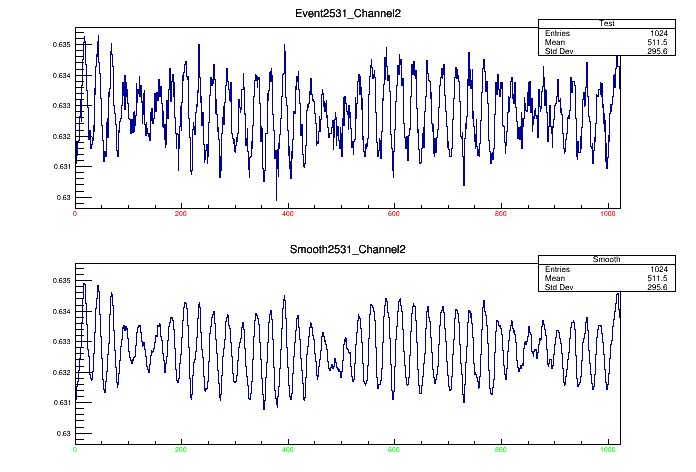 Event2531_Channel2
Test
Entries 1024
Mean 511.5
Std Dev 295.6
0.635
0.634
0.633
0.632
0.631
0.63
0 200 400 600 800 1000
Smooth2531_Channel2
Smooth
Entries 1024
Mean 511.5
Std Dev 295.6
0.635
0.634
0.633
0.632
0.631
0.63
0 200 400 600 800 1000